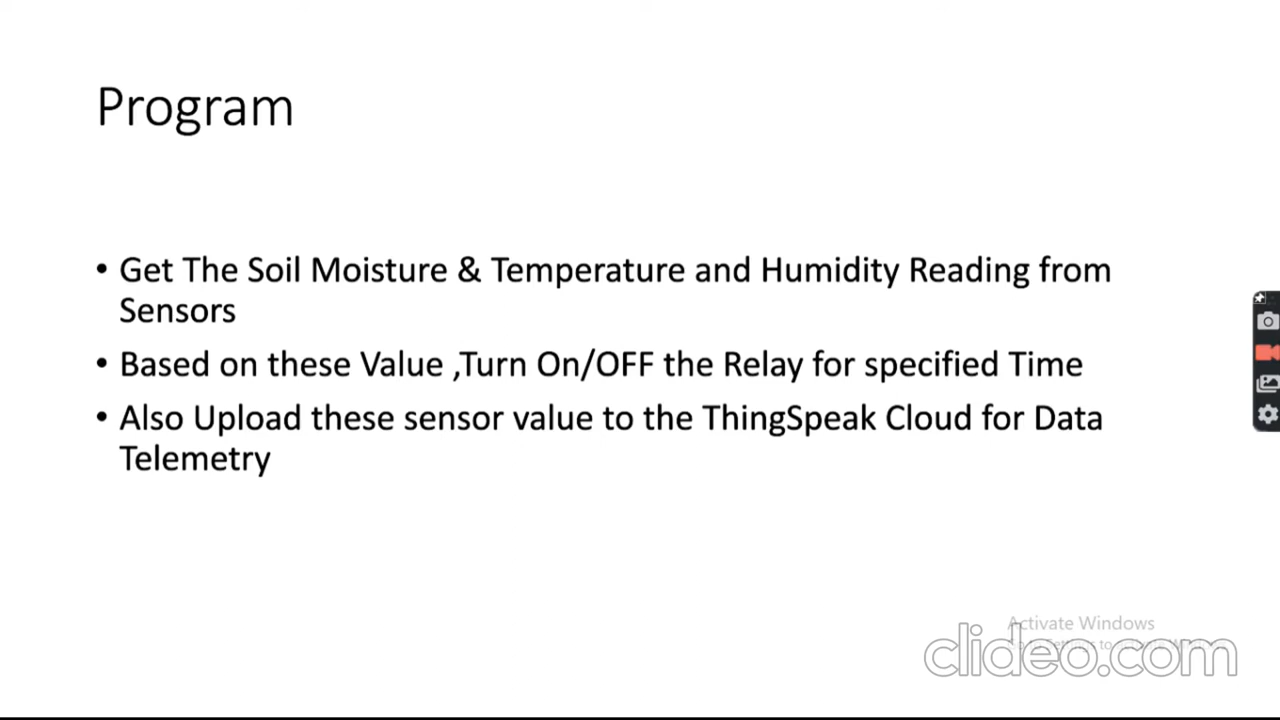 Program
• Get The Soil Moisture & Temperature and Humidity Reading from
Sensors
• Based on these Value ,Turn On/OFF the Relay for specified Time
• Also Upload these sensor value to the ThingSpeak Cloud for Data
Telemetry
Activate Windows
clideo.com